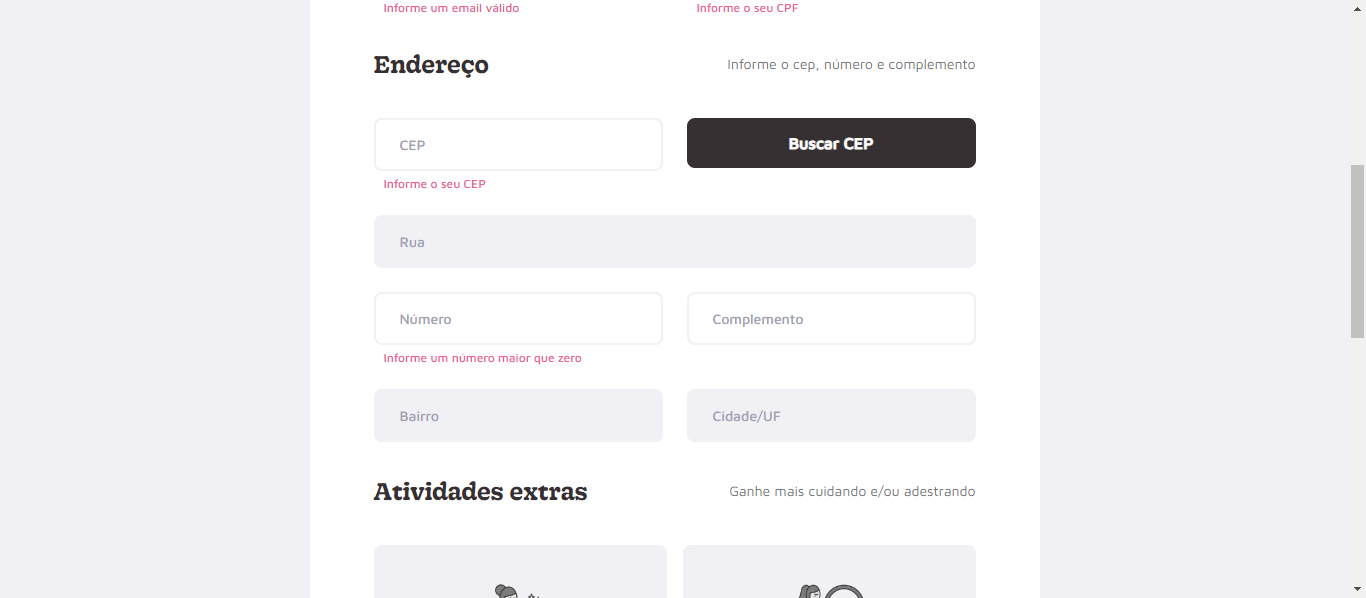 Informe um email válido Informe o seu CPF
Endereço Informe o cep, número e complemento
CEP Buscar CEP
Informe o seu CEP
Rua
Número Complemento
Informe um número maior que zero
Bairro Cidade/UF
Atividades extras Ganhe mais cuidando e/ou adestrando